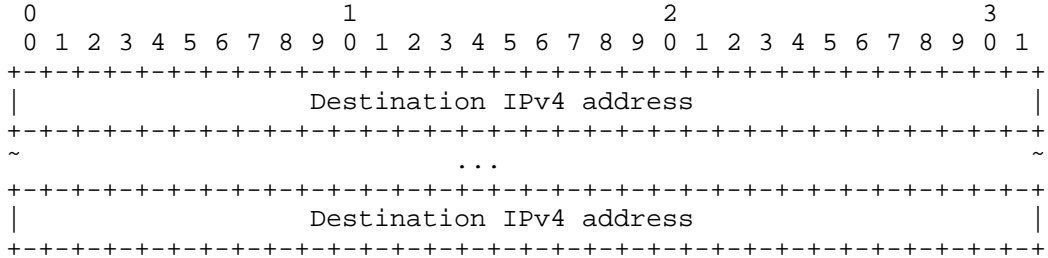 0                   1                   2                   3
 0 1 2 3 4 5 6 7 8 9 0 1 2 3 4 5 6 7 8 9 0 1 2 3 4 5 6 7 8 9 0 1
+-+-+-+-+-+-+-+-+-+-+-+-+-+-+-+-+-+-+-+-+-+-+-+-+-+-+-+-+-+-+-+-+
|                  Destination IPv4 address                     |
+-+-+-+-+-+-+-+-+-+-+-+-+-+-+-+-+-+-+-+-+-+-+-+-+-+-+-+-+-+-+-+-+
~                           ...                                 ~
+-+-+-+-+-+-+-+-+-+-+-+-+-+-+-+-+-+-+-+-+-+-+-+-+-+-+-+-+-+-+-+-+
|                  Destination IPv4 address                     |
+-+-+-+-+-+-+-+-+-+-+-+-+-+-+-+-+-+-+-+-+-+-+-+-+-+-+-+-+-+-+-+-+